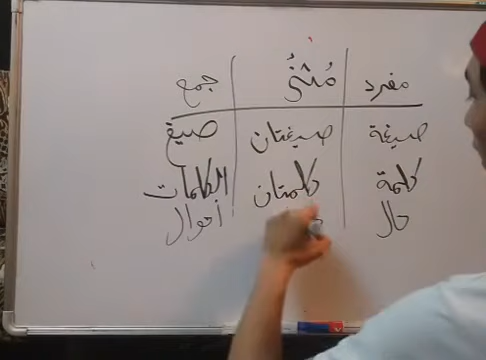 مفرد مُثنَّى جمع
صيغة صيغتان صيغ
كلمة كلمتان الكلمات
حال أحوال